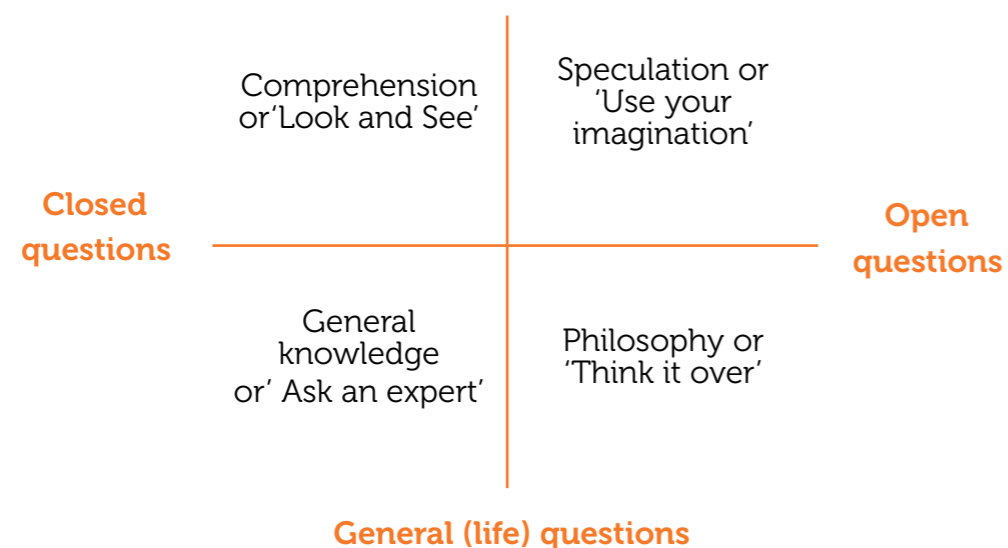 Comprehension
or‘Look and See’
Speculation or
‘Use your
imagination’
Closed
questions
Open
questions
General
knowledge
or’ Ask an expert’
Philosophy or
‘Think it over’
General (life) questions